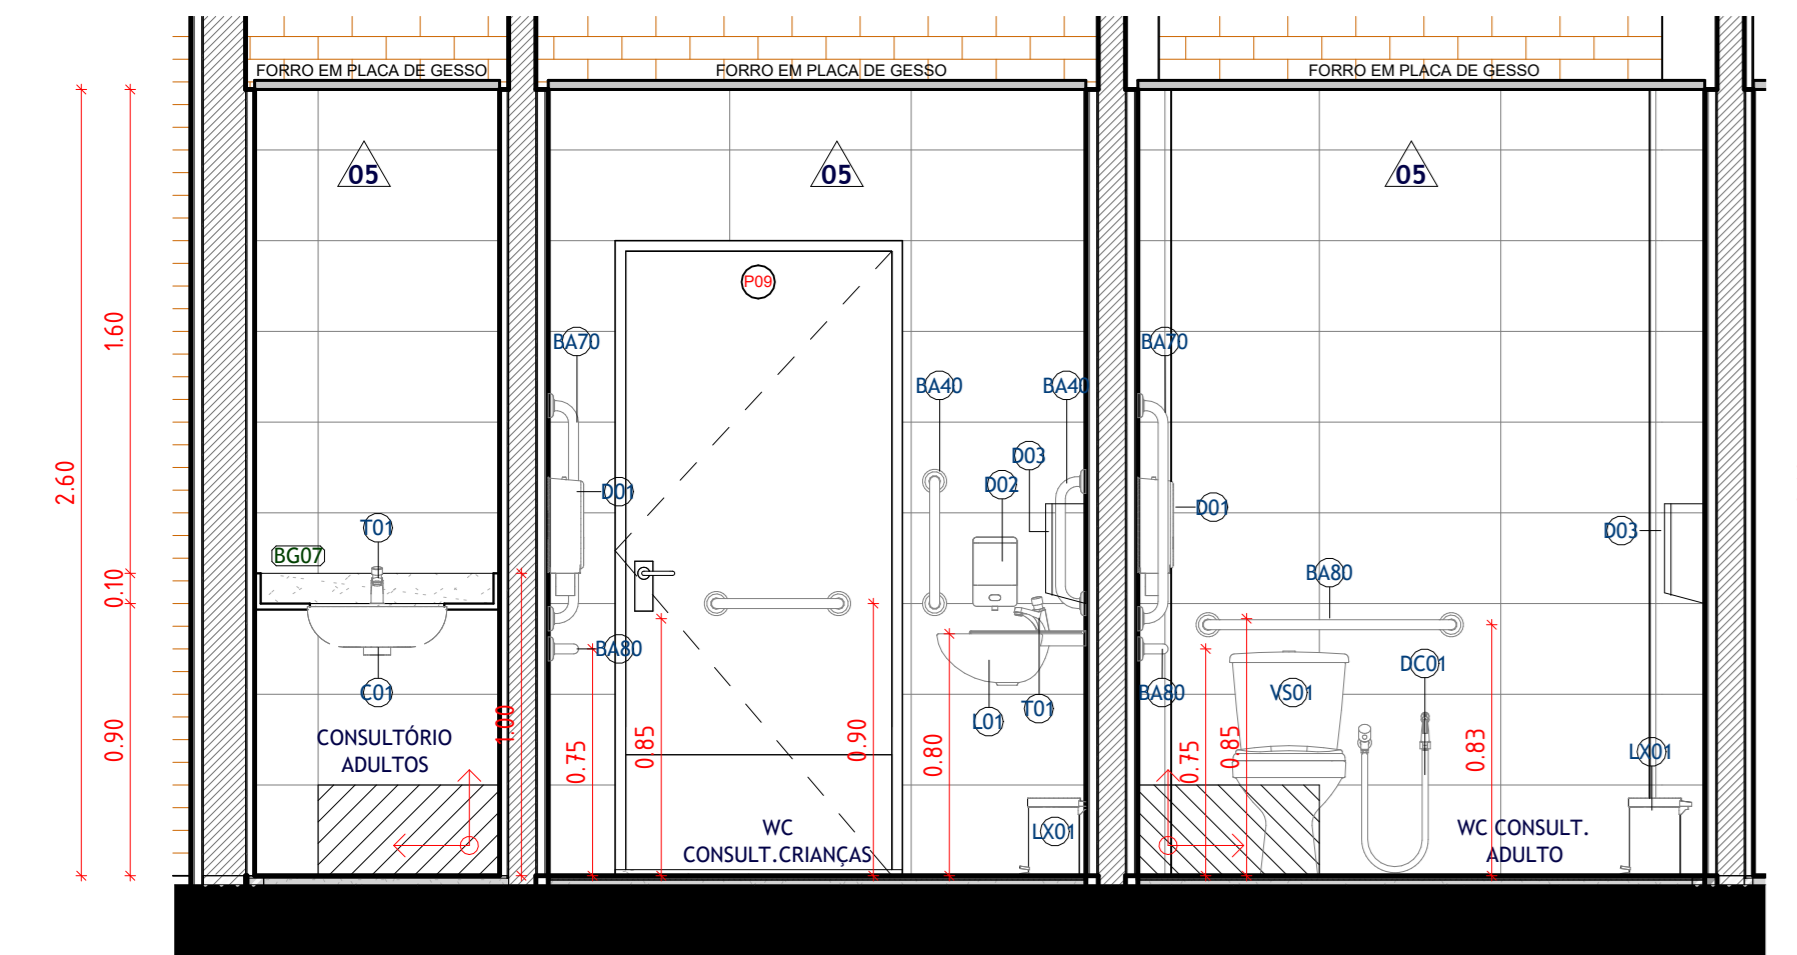 FORRO EM PLACA DE GESSO
FORRO EM PLACA DE GESSO
FORRO EM PLACA DE GESSO
05
05
05
P09
1.60
BA70
BA70
BA40
BA40
D03
D02
2.60
D01
D01
T01
D03
BG07
BA80
0.10
BA80
DC01
C01
BA80
VS01
L01
T01
1.00
CONSULTÓRIO
ADULTOS
0.90
0.75
0.85
0.90
0.80
0.75
0.85
0.83
LX01
WC
CONSULT.CRIANÇAS
LX01
WC CONSULT.
ADULTO